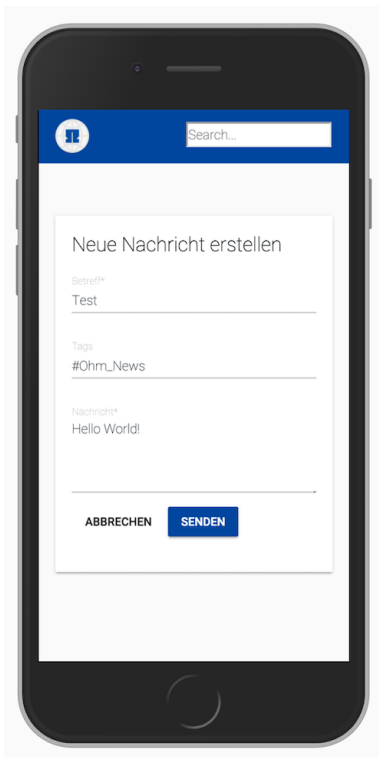 Search...
Neue Nachricht erstellen
Betreff*
Test
Tags
#Ohm_News
Nachricht*
Hello World!
ABBRECHEN SENDEN